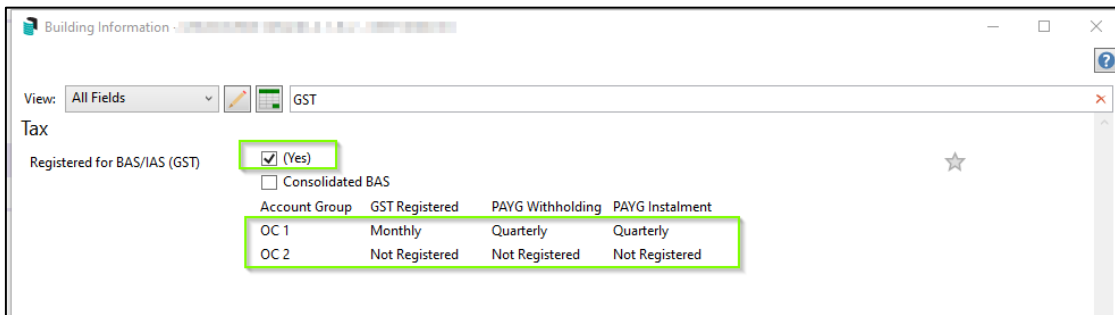 Building Information -
View: All Fields GST
Tax
Registered for BAS/IAS (GST) (Yes)
Consolidated BAS
Account Group GST Registered PAYG Withholding PAYG Instalment
OC 1 Monthly Quarterly Quarterly
OC 2 Not Registered Not Registered Not Registered